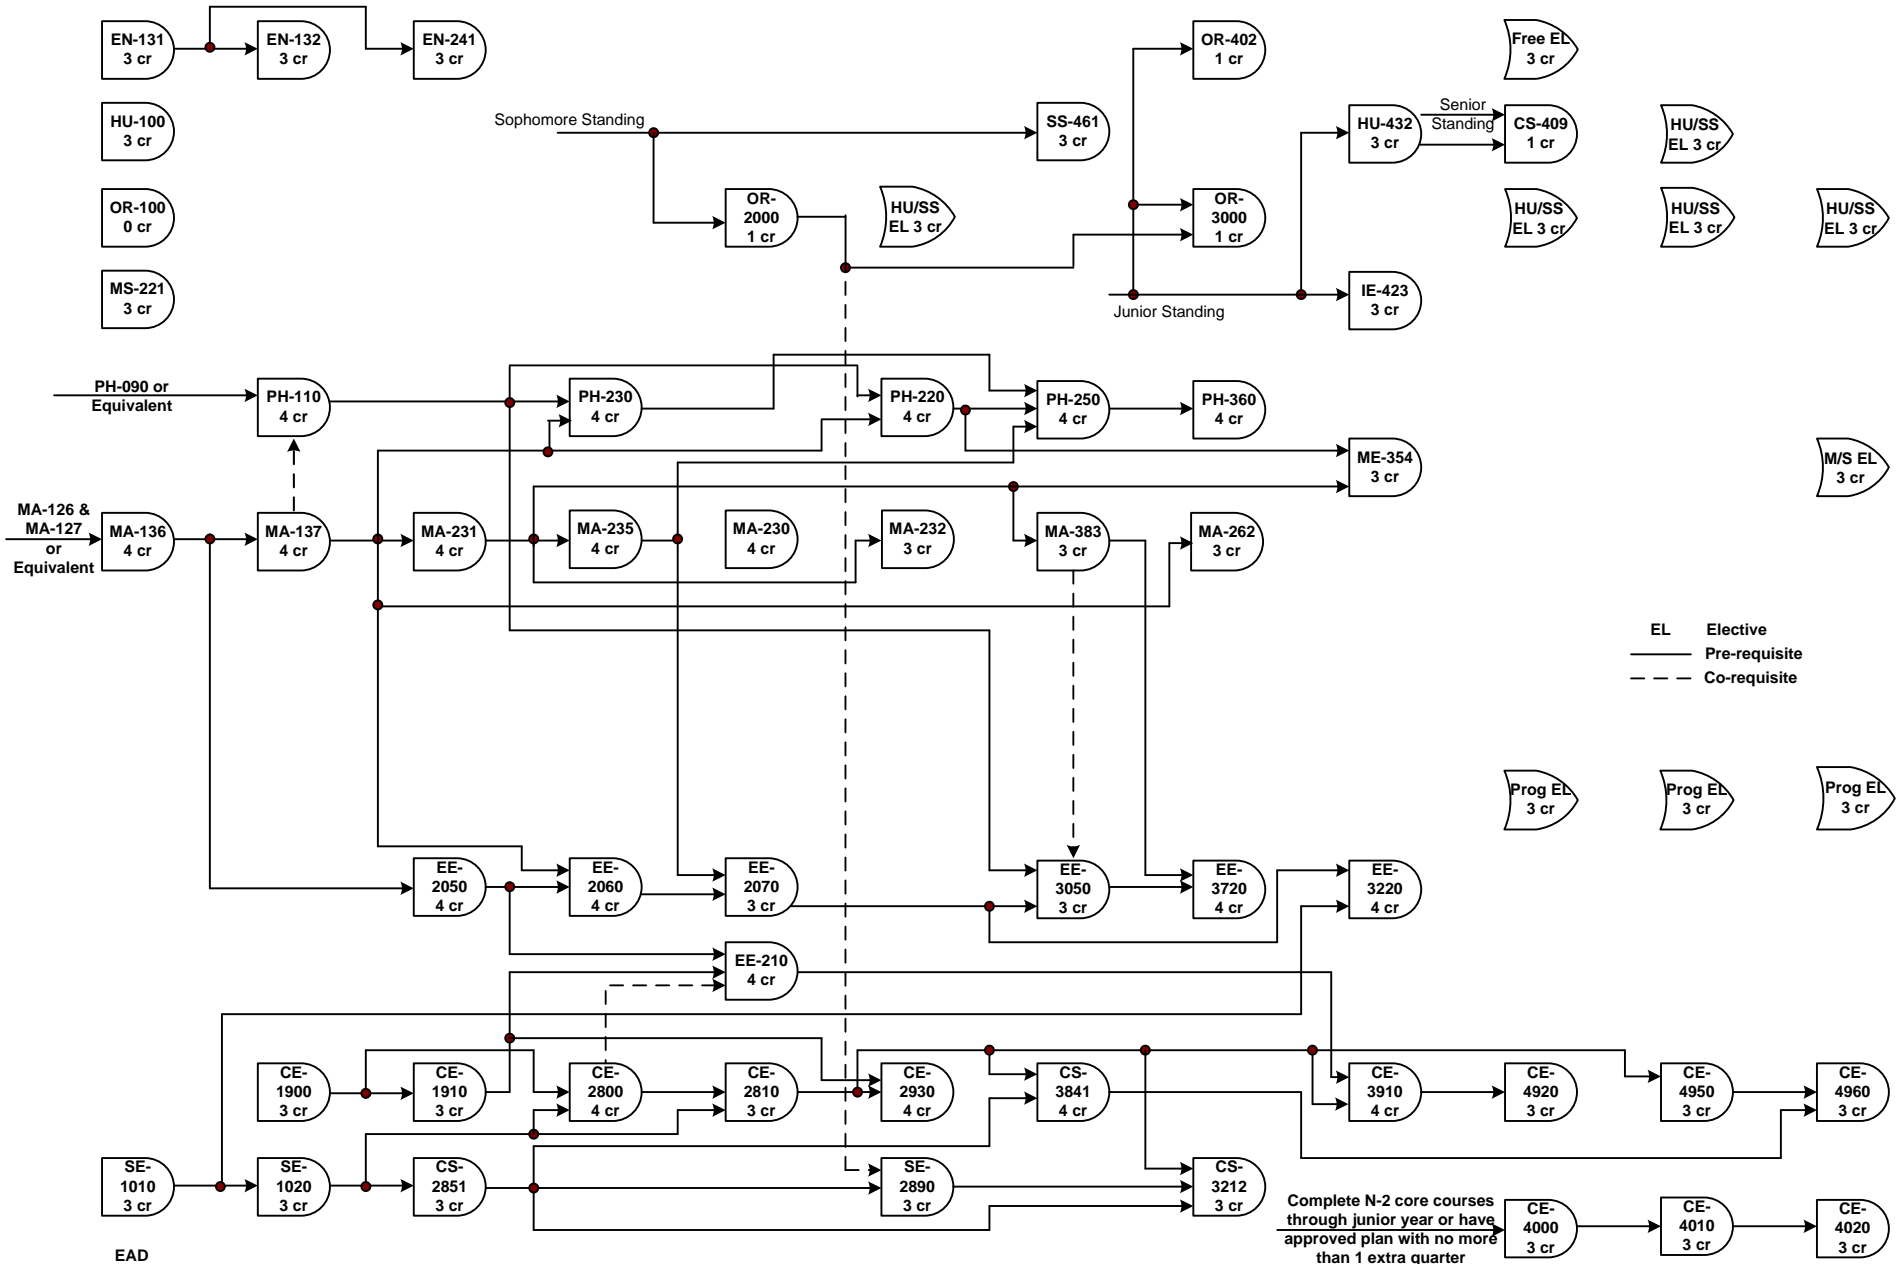 EN-131
3 cr
EN-132
3 cr
EN-241
3 cr
OR-402
1 cr
Free EL
3 cr
HU-100
3 cr
Sophomore Standing
SS-461
3 cr
HU-432
3 cr
Senior
Standing
CS-409
1 cr
HU/SS
EL 3 cr
OR-100
0 cr
OR-
2000
1 cr
HU/SS
EL 3 cr
OR-
3000
1 cr
HU/SS
EL 3 cr
HU/SS
EL 3 cr
HU/SS
EL 3 cr
MS-221
3 cr
Junior Standing
IE-423
3 cr
PH-090 or
Equivalent
PH-110
4 cr
PH-230
4 cr
PH-220
4 cr
PH-250
4 cr
PH-360
4 cr
ME-354
3 cr
M/S EL
3 cr
MA-126 &
MA-127
or
Equivalent
MA-136
4 cr
MA-137
4 cr
MA-231
4 cr
MA-235
4 cr
MA-230
4 cr
MA-232
3 cr
MA-383
3 cr
MA-262
3 cr
EL Elective
Pre-requisite
Co-requisite
Prog EL
3 cr
Prog EL
3 cr
Prog EL
3 cr
EE-
2050
4 cr
EE-
2060
4 cr
EE-
2070
3 cr
EE-
3050
3 cr
EE-
3720
4 cr
EE-
3220
4 cr
EE-210
4 cr
CE-
1900
3 cr
CE-
1910
3 cr
CE-
2800
4 cr
CE-
2810
3 cr
CE-
2930
4 cr
CS-
3841
4 cr
CE-
3910
4 cr
CE-
4920
3 cr
CE-
4950
3 cr
CE-
4960
3 cr
SE-
1010
3 cr
SE-
1020
3 cr
CS-
2851
3 cr
SE-
2890
3 cr
CS-
3212
3 cr
Complete N-2 core courses
through junior year or have
approved plan with no more
than 1 extra quarter
CE-
4000
3 cr
CE-
4010
3 cr
CE-
4020
3 cr
EAD